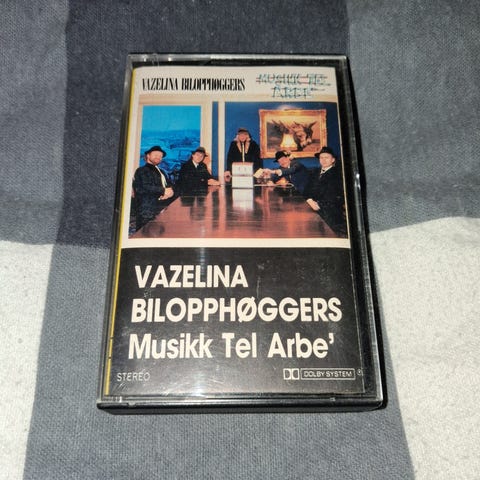 VAZELINA BILOPPHØGGERS
MUSIKK TEL
ARBE'
VAZELINA
BILOPPHØGGERS
Musikk Tel Arbe'
STEREO
DOLBY SYSTEM